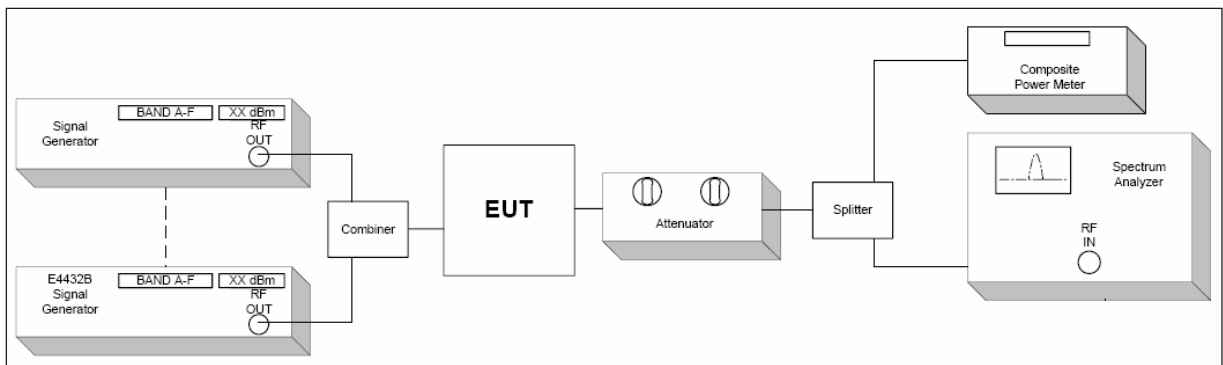 Signal
Generator
BAND A-F
XX dBm
RF
OUT
E4432B
Signal
Generator
BAND A-F
XX dBm
RF
OUT
Combiner
EUT
Attenuator
Splitter
Composite
Power Meter
Spectrum
Analyzer
RF
IN